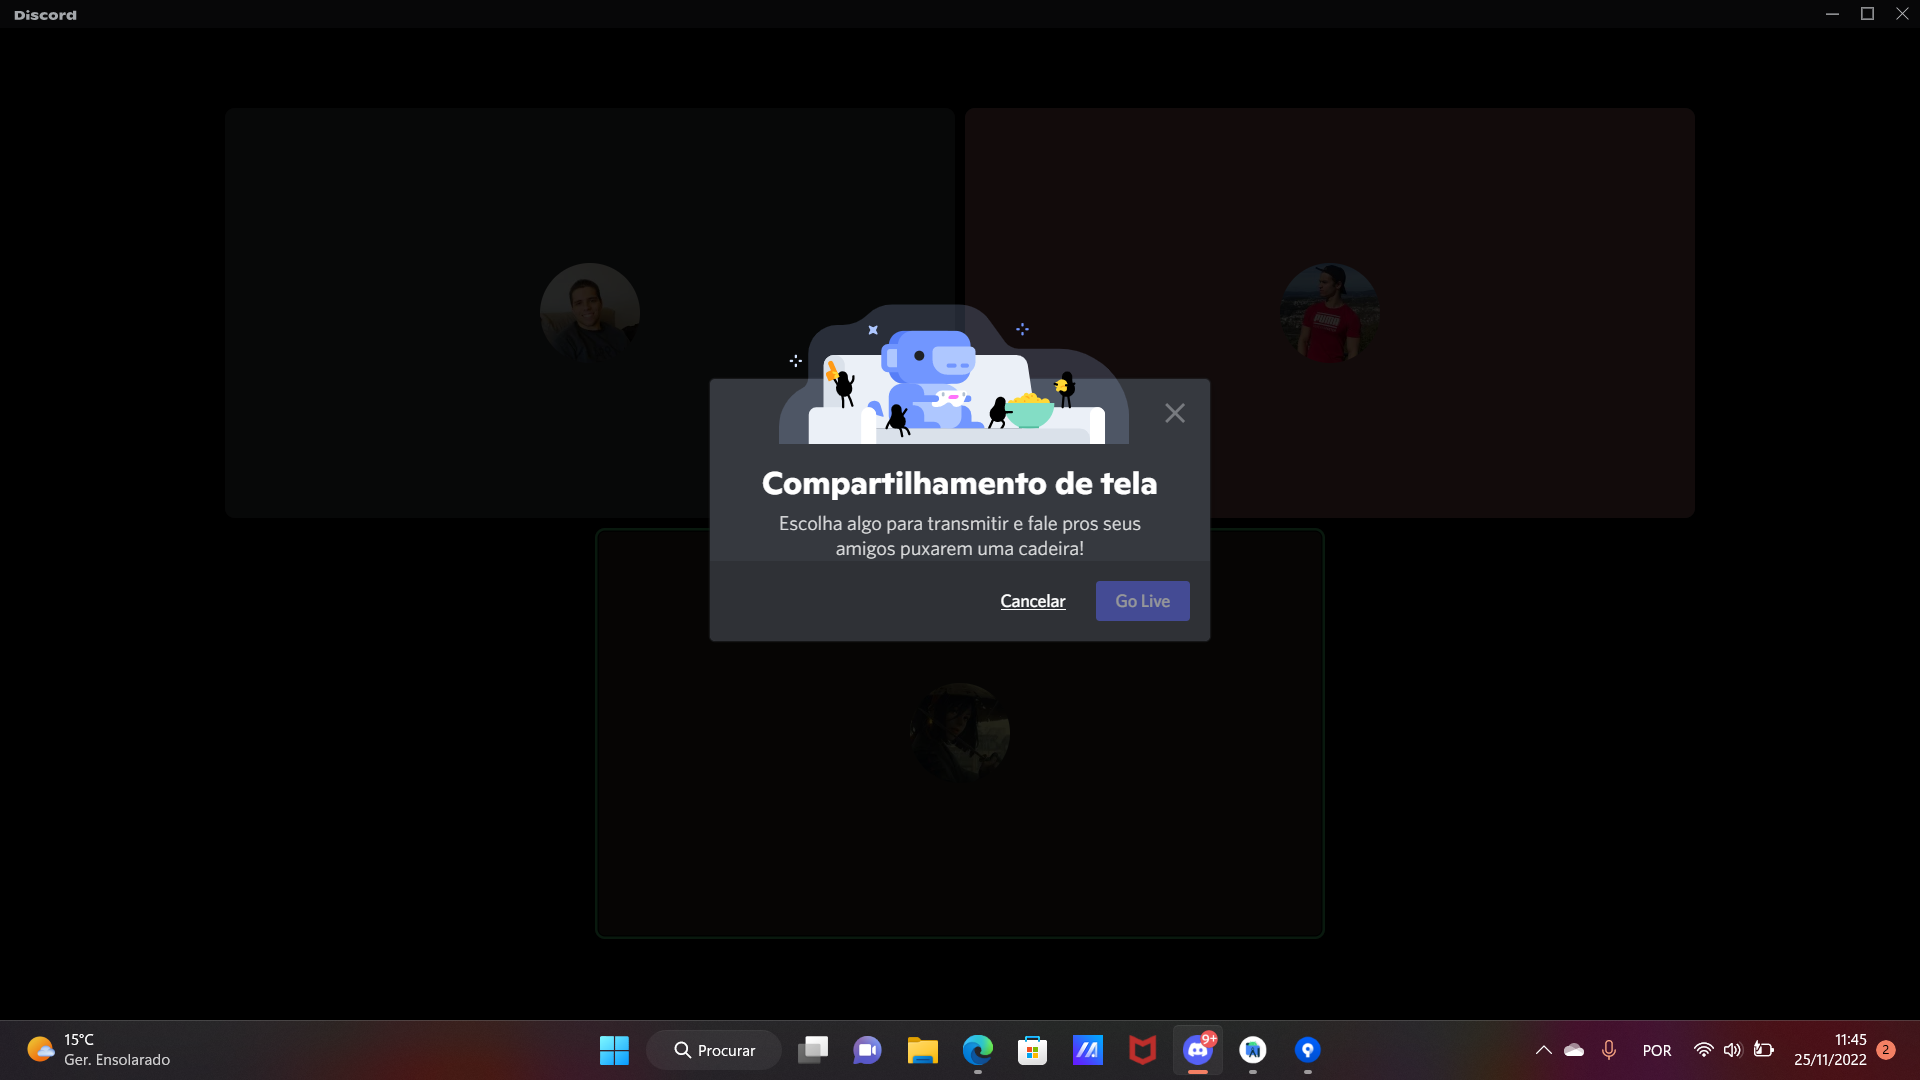 Discord
Compartilhamento de tela
Escolha algo para transmitir e fale pros seus
amigos puxarem uma cadeira!
Cancelar
Go Live
15°C
Ger. Ensolarado
Procurar
9+
AI
POR
11:45
25/11/2022
2